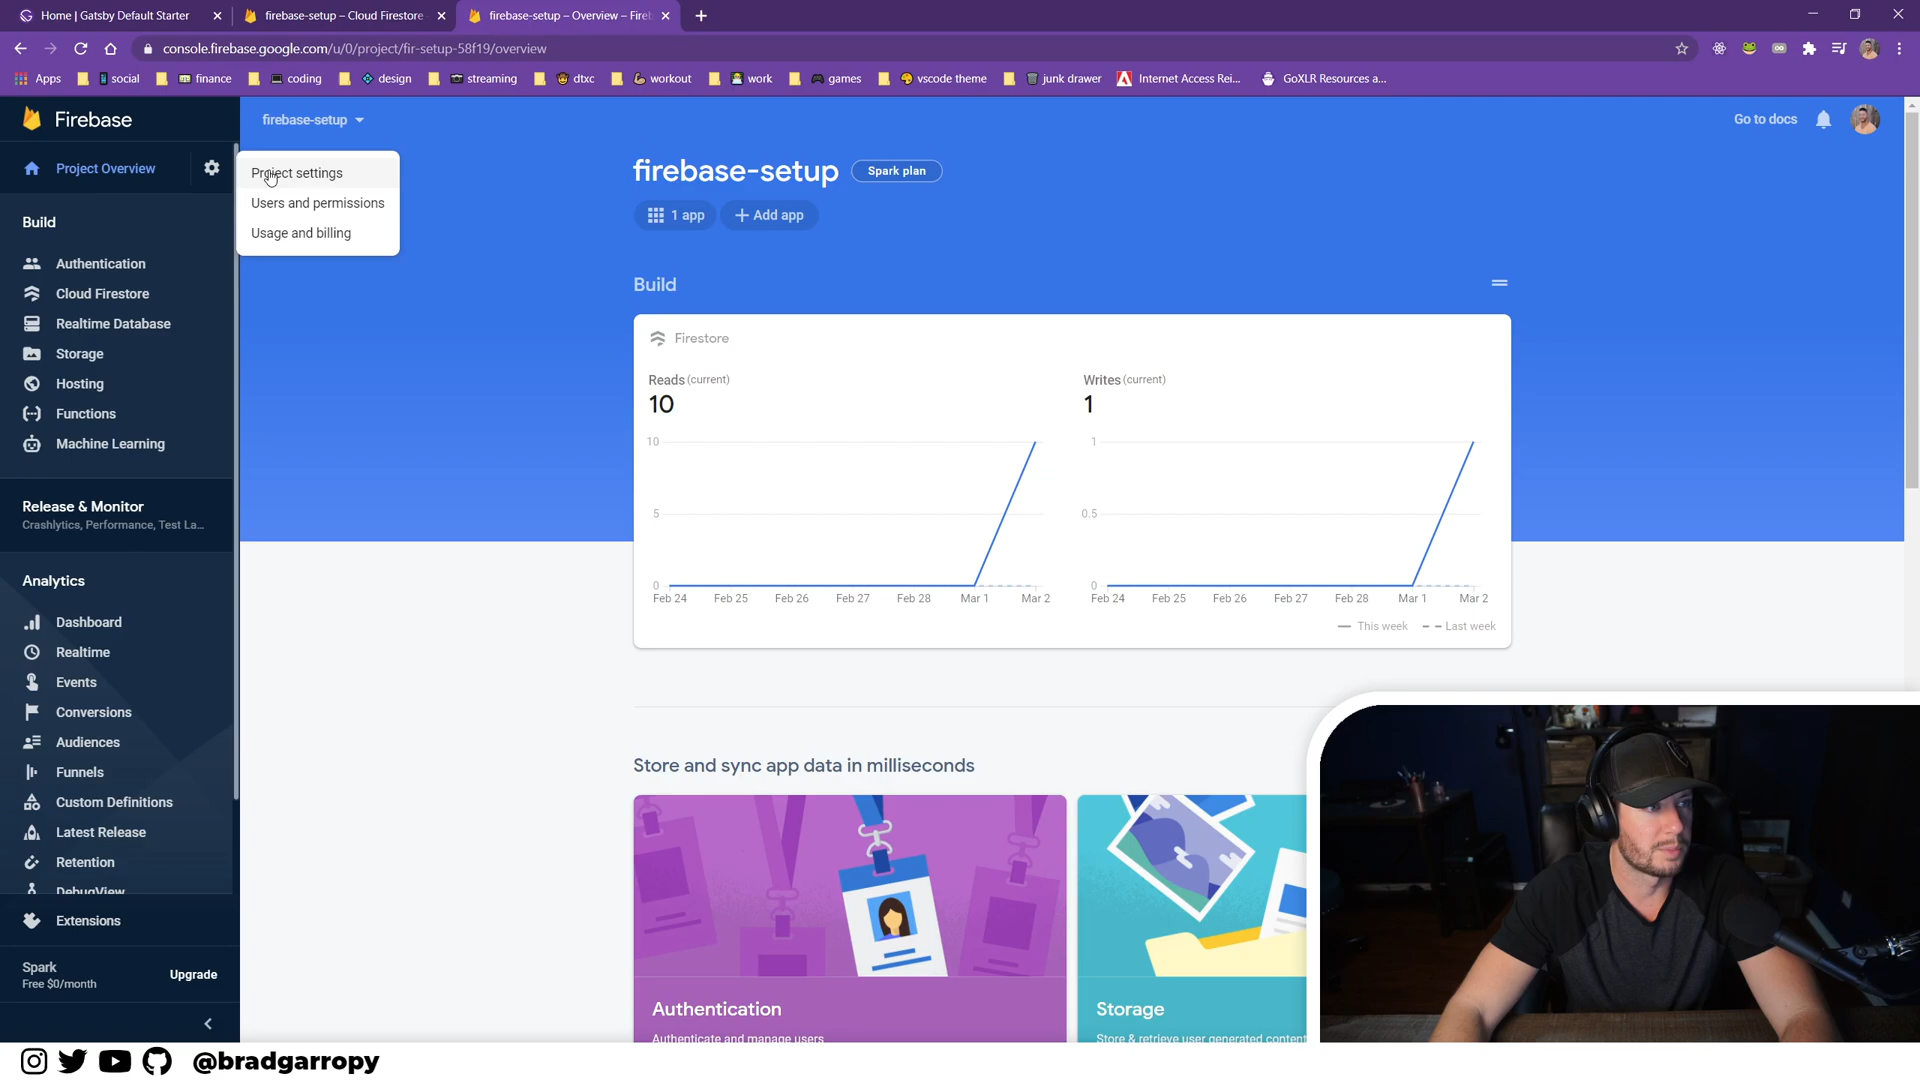 Home | Gatsby Default Starter
firebase-setup – Cloud Firestore
firebase-setup – Overview – Fire
console.firebase.google.com/u/0/project/fir-setup-58f19/overview
Apps
social
finance
coding
design
streaming
dtxc
workout
work
games
vscode theme
junk drawer
Internet Access Rei...
GoXLR Resources a...
Firebase
firebase-setup
Go to docs
Project Overview
Project settings
Users and permissions
Usage and billing
firebase-setup
Spark plan
1 app
+ Add app
Build
Authentication
Cloud Firestore
Realtime Database
Storage
Hosting
Functions
Machine Learning
Release & Monitor
Crashlytics, Performance, Test La...
Analytics
Dashboard
Realtime
Events
Conversions
Audiences
Funnels
Custom Definitions
Latest Release
Retention
DebugView
Extensions
Spark
Free $0/month
Upgrade
Build
Firestore
Reads (current)
10
10
5
0
Feb 24 Feb 25 Feb 26 Feb 27 Feb 28 Mar 1 Mar 2
Writes (current)
1
1
0.5
0
Feb 24 Feb 25 Feb 26 Feb 27 Feb 28 Mar 1 Mar 2
This week Last week
Store and sync app data in milliseconds
Authentication
Authenticate and manage users
Storage
Store & retrieve user generated content
@bradgarropy